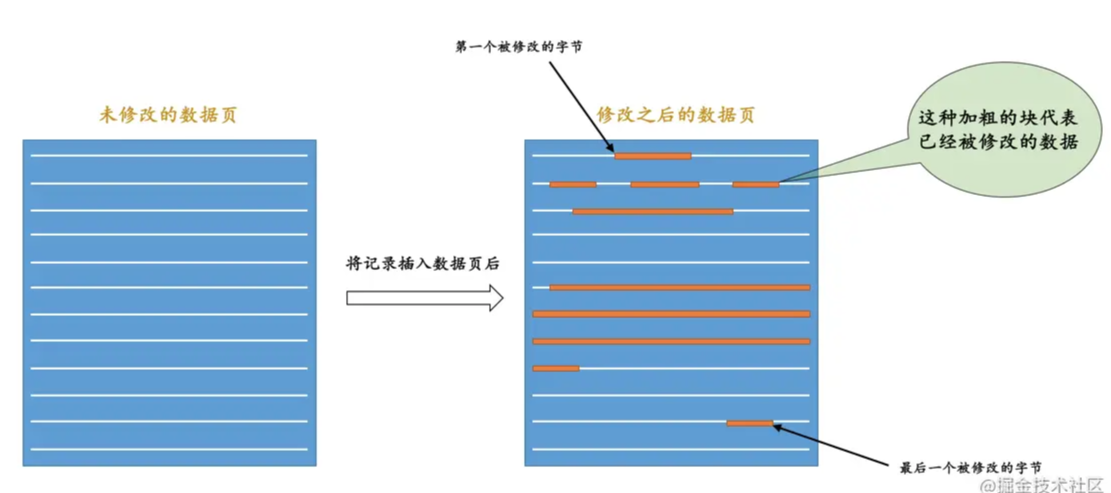 第一个被修改的字节
未修改的数据页
修改之后的数据页
这种加粗的块代表
已经被修改的数据
将记录插入数据页后
最后一个被修改的字节
@掘金技术社区